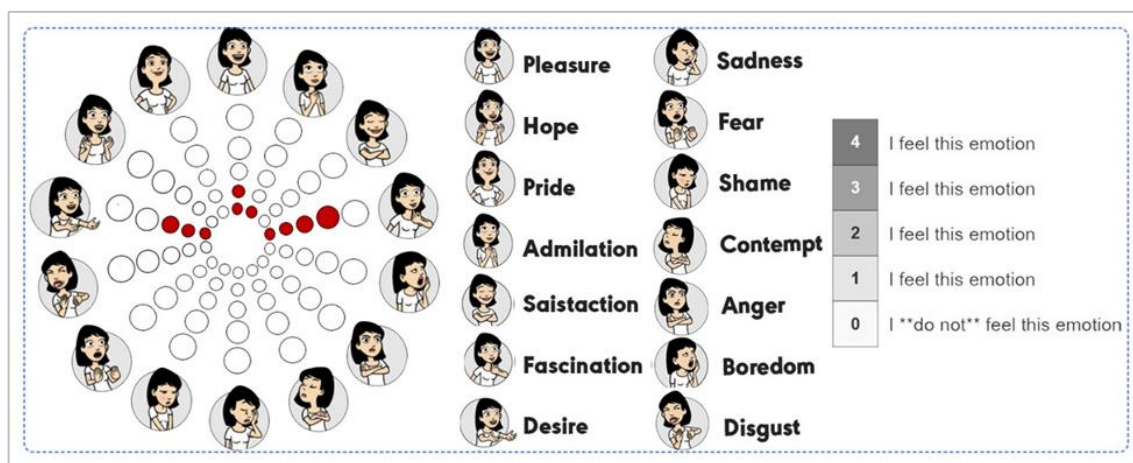 Pleasure
Hope
Pride
Admilation
Saistaction
Fascination
Desire
Sadness
Fear
Shame
Contempt
Anger
Boredom
Disgust
4 I feel this emotion
3 I feel this emotion
2 I feel this emotion
1 I feel this emotion
0 I **do not** feel this emotion